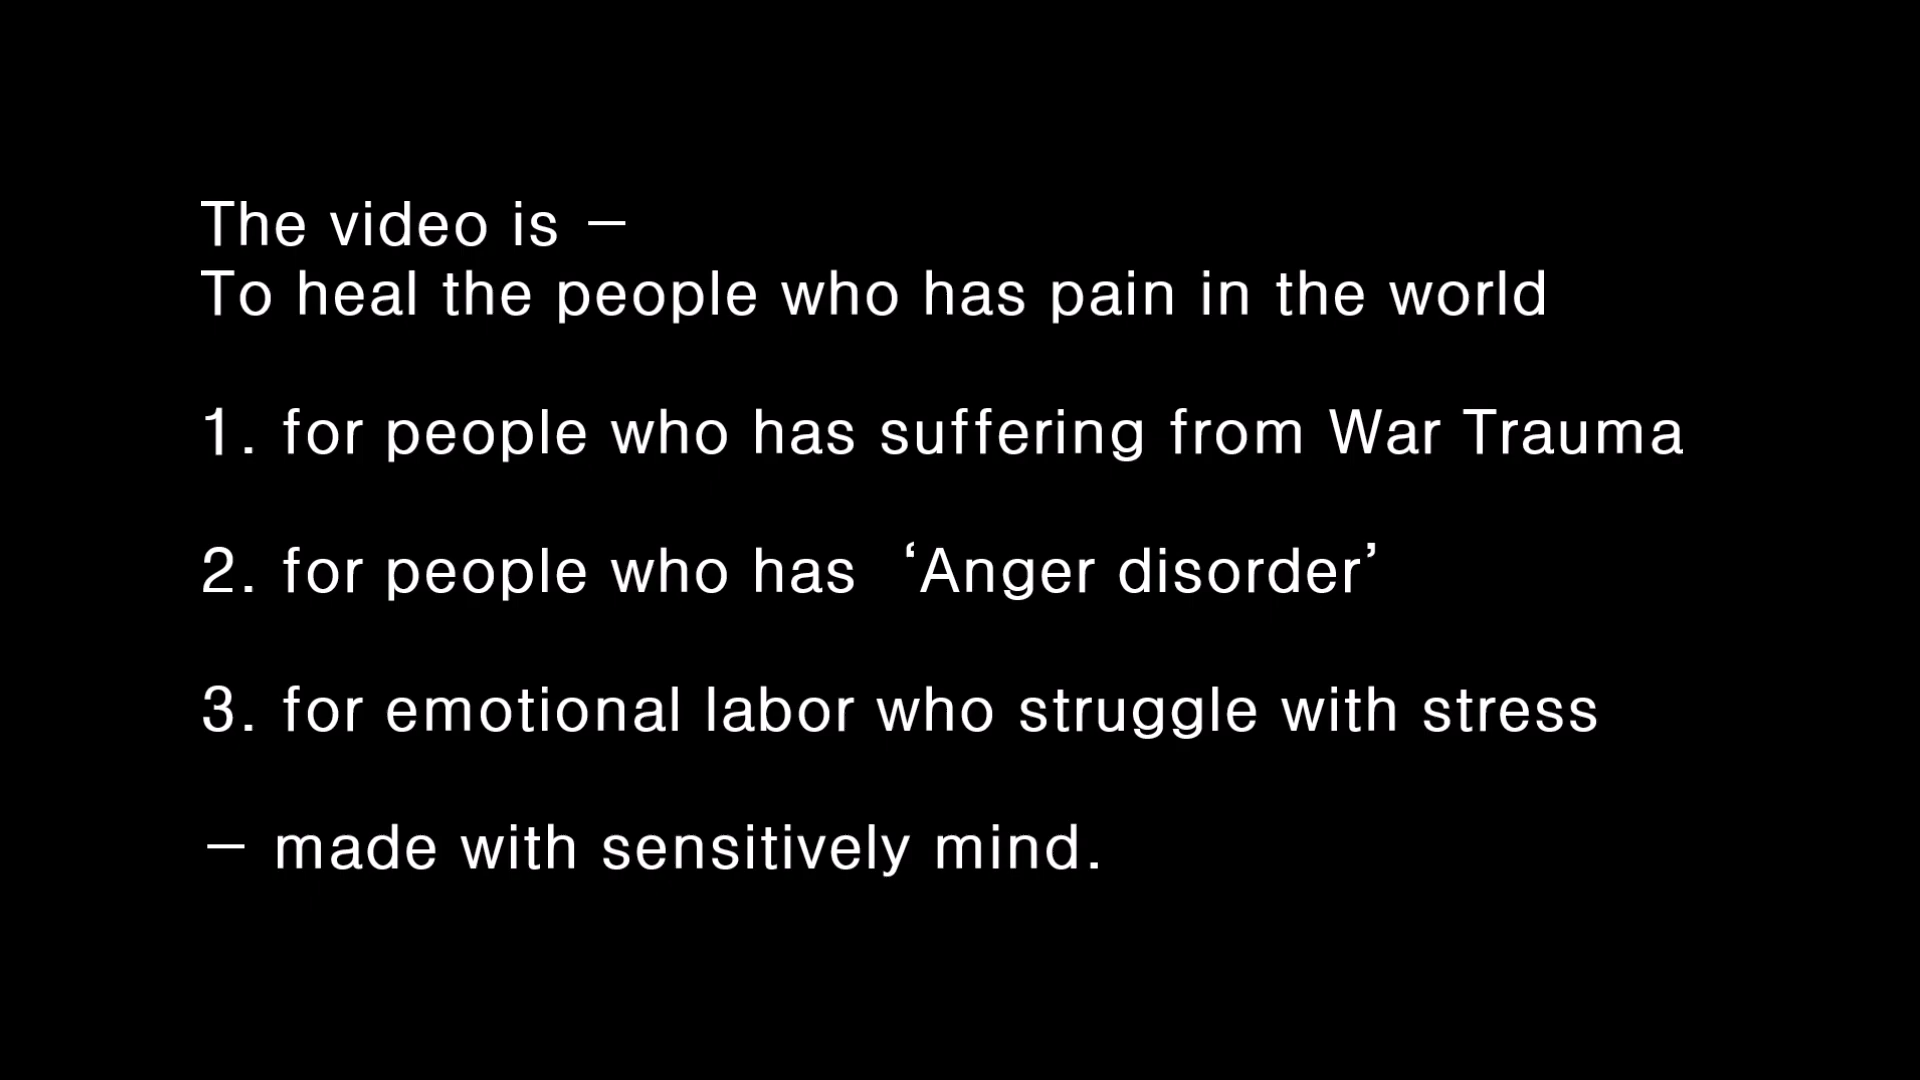 The video is –
To heal the people who has pain in the world
1. for people who has suffering from War Trauma
2. for people who has ‘Anger disorder’
3. for emotional labor who struggle with stress
– made with sensitively mind.